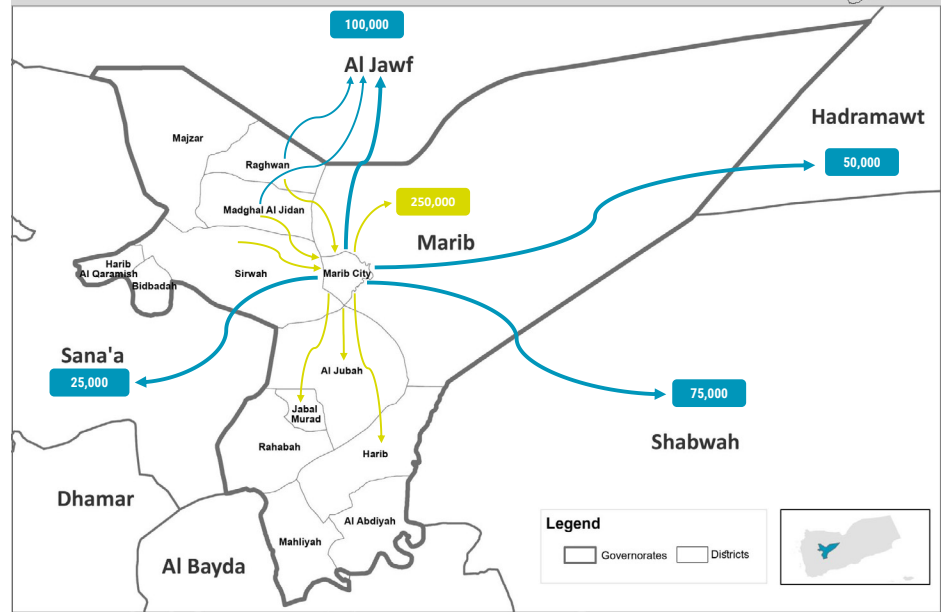 100,000
Al Jawf
Hadramawt
50,000
Majzar
Raghwan
Madghal Al Jidan
250,000
Marib
Harib
Al Qaramish
Bidbadah
Sirwah
Marib City
Sana'a
25,000
Al Jubah
75,000
Jabal
Murad
Rahabah
Harib
Shabwah
Dhamar
Al Abdiyah
Mahliyah
Al Bayda
Legend
Governorates
Districts